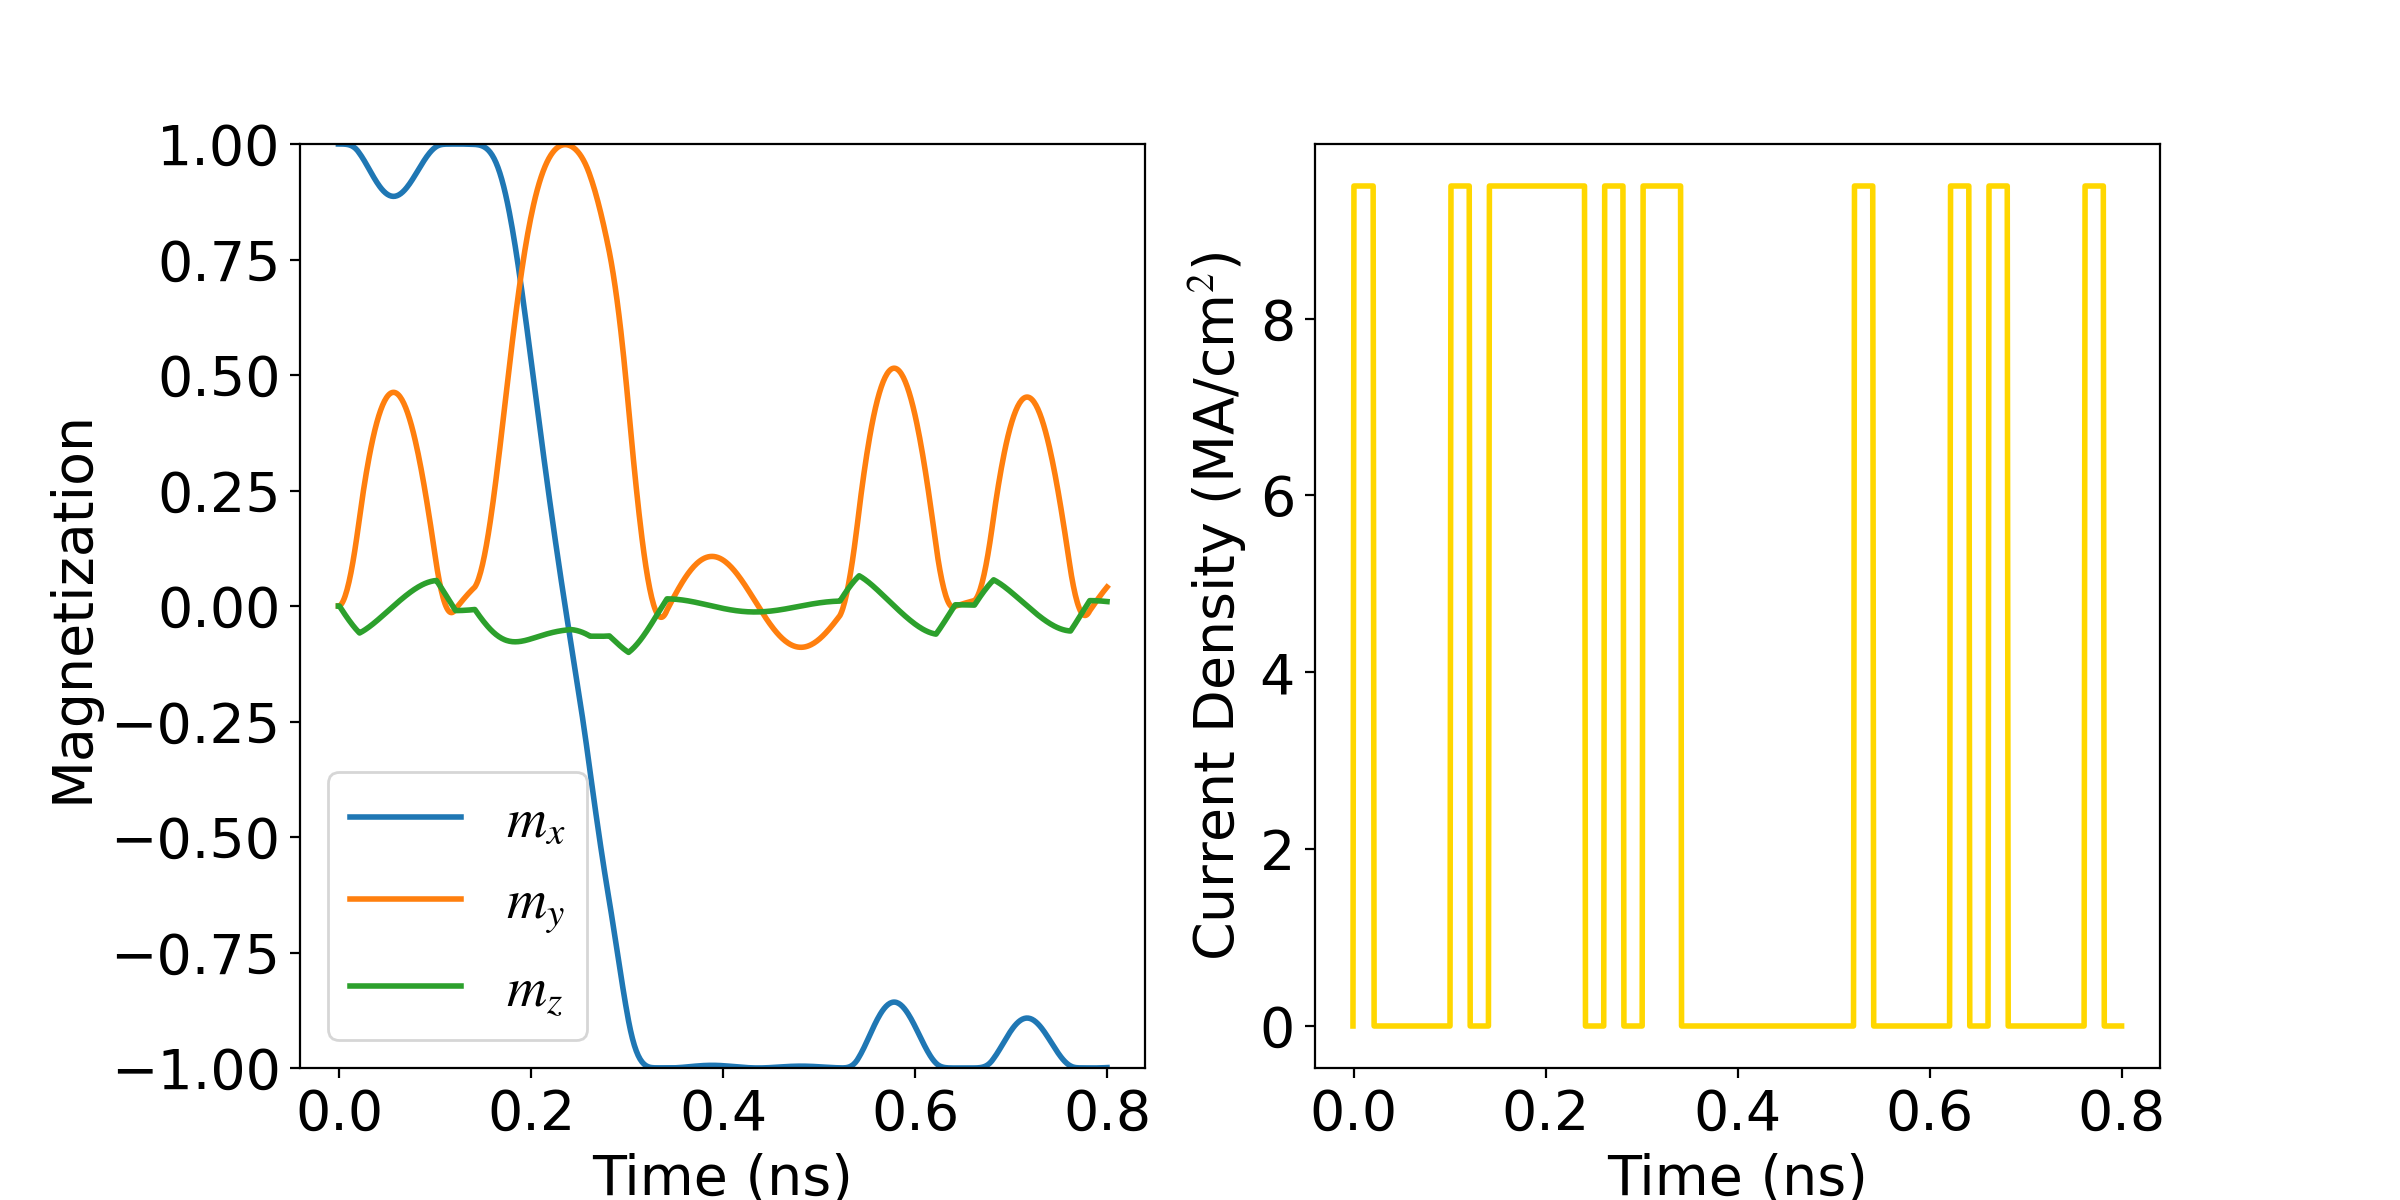 1.00
0.75
0.50
0.25
0.00
−0.25
−0.50
−0.75
−1.00
Magnetization
m_x
m_y
m_z
0.0 0.2 0.4 0.6 0.8
Time (ns)
8
6
4
2
0
Current Density (MA/cm²)
0.0 0.2 0.4 0.6 0.8
Time (ns)